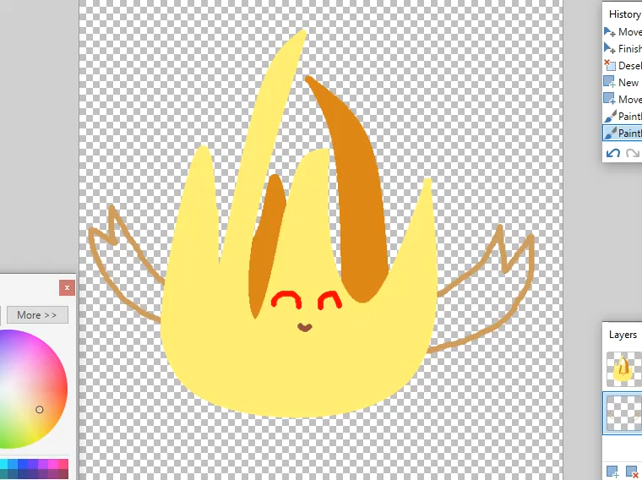 History
Move
Finish
Desel
New
Move
Paint
Paint
More >>
Layers